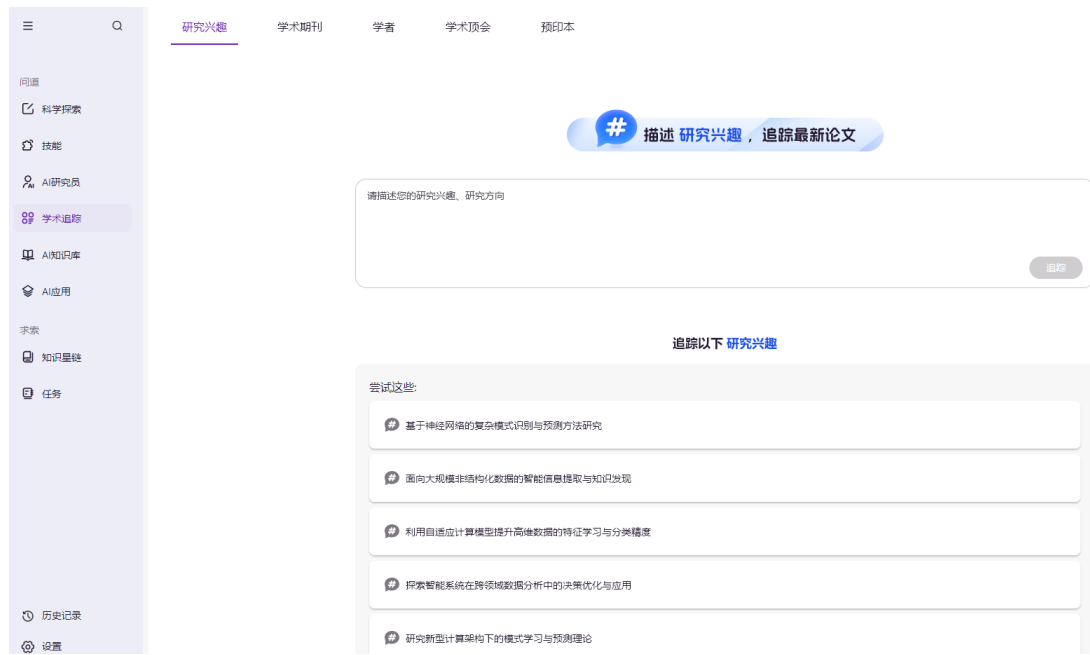 研究兴趣
学术期刊
学者
学术顶会
预印本
问道
科学探索
技能
AI研究员
学术追踪
AI知识库
AI应用
求索
知识星链
任务
历史记录
设置
# 描述 研究兴趣 ，追踪最新论文
请描述您的研究兴趣、研究方向
追踪
追踪以下 研究兴趣
尝试这些:
# 基于神经网络的复杂模式识别与预测方法研究
# 面向大规模非结构化数据的智能信息提取与知识发现
# 利用自适应计算模型提升高维数据的特征学习与分类精度
# 探索智能系统在跨领域数据分析中的决策优化与应用
# 研究新型计算架构下的模式学习与预测理论